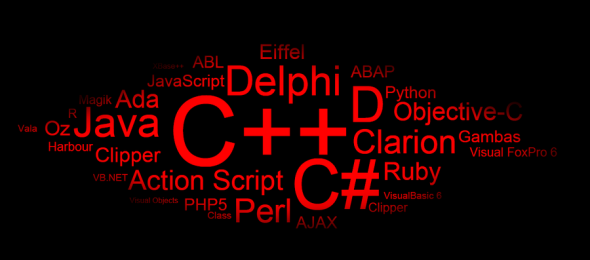 Eiffel
ABL
ABAP
JavaScript
Delphi
Python
Magik
Ada
D
Objective-C
R
C++
Vala
Oz
Java
Clarion
Gambas
Harbour
Clipper
Visual FoxPro 6
C#
Ruby
VB.NET
Action Script
VisualBasic 6
Visual Objects
PHP5
Perl
Clipper
Class
AJAX